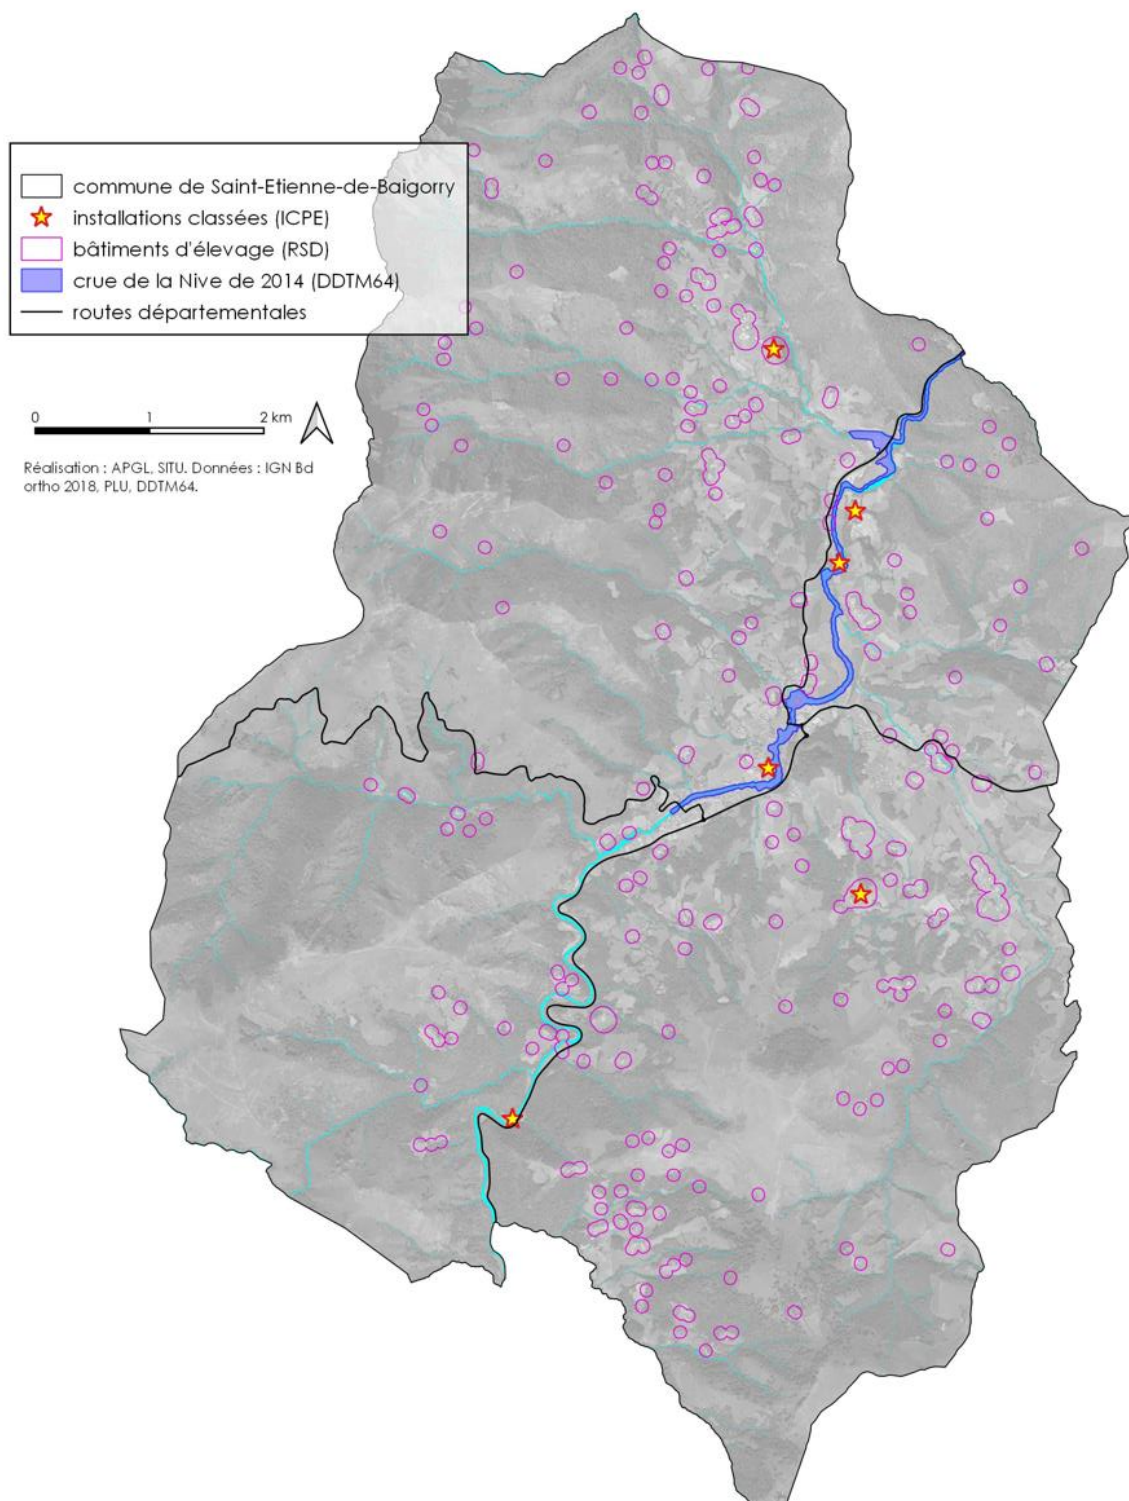 commune de Saint-Etienne-de-Baigorry
installations classées (ICPE)
bâtiments d'élevage (RSD)
crue de la Nive de 2014 (DDTM64)
routes départementales
0 1 2 km
Réalisation : APGL, SITU. Données : IGN Bd
ortho 2018, PLU, DDTM64.